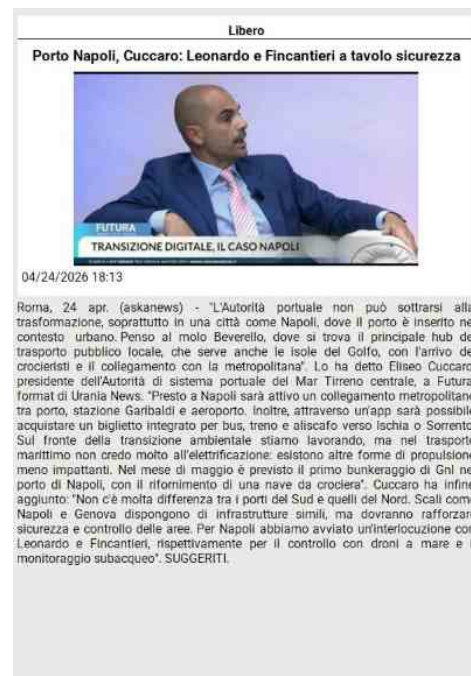 Libero
Porto Napoli, Cuccaro: Leonardo e Fincantieri a tavolo sicurezza
FUTURA
TRANSIZIONE DIGITALE, IL CASO NAPOLI
04/24/2026 18:13
Roma, 24 apr. (askanews) - "L'Autorità portuale non può sottrarsi alla
trasformazione, soprattutto in una città come Napoli, dove il porto è inserito ne
contesto urbano. Penso al molo Beverello, dove si trova il principale hub de
trasporto pubblico locale, che serve anche le isole del Golfo, con l'arrivo de
crocieristi e il collegamento con la metropolitana". Lo ha detto Eliseo Cuccaro
presidente dell'Autorità di sistema portuale del Mar Tirreno centrale, a Futura
format di Urania News. "Presto a Napoli sarà attivo un collegamento metropolitano
tra porto, stazione Garibaldi e aeroporto. Inoltre, attraverso un'app sarà possibil
acquistare un biglietto integrato per bus, treno e aliscafo verso Ischia o Sorrento
Sul fronte della transizione ambientale stiamo lavorando, ma nel trasporto
marittimo non credo molto all'elettrificazione: esistono altre forme di propulsione
meno impattanti. Nel mese di maggio è previsto il primo bunkeraggio di Gnl ne
porto di Napoli, con il rifornimento di una nave da crociera". Cuccaro ha infine
aggiunto: "Non c'è molta differenza tra i porti del Sud e quelli del Nord. Scali come
Napoli e Genova dispongono di infrastrutture simili, ma dovranno rafforzare
sicurezza e controllo delle aree. Per Napoli abbiamo avviato un'interlocuzione con
Leonardo e Fincantieri, rispettivamente per il controllo con droni a mare e i
monitoraggio subacqueo". SUGGERITI.